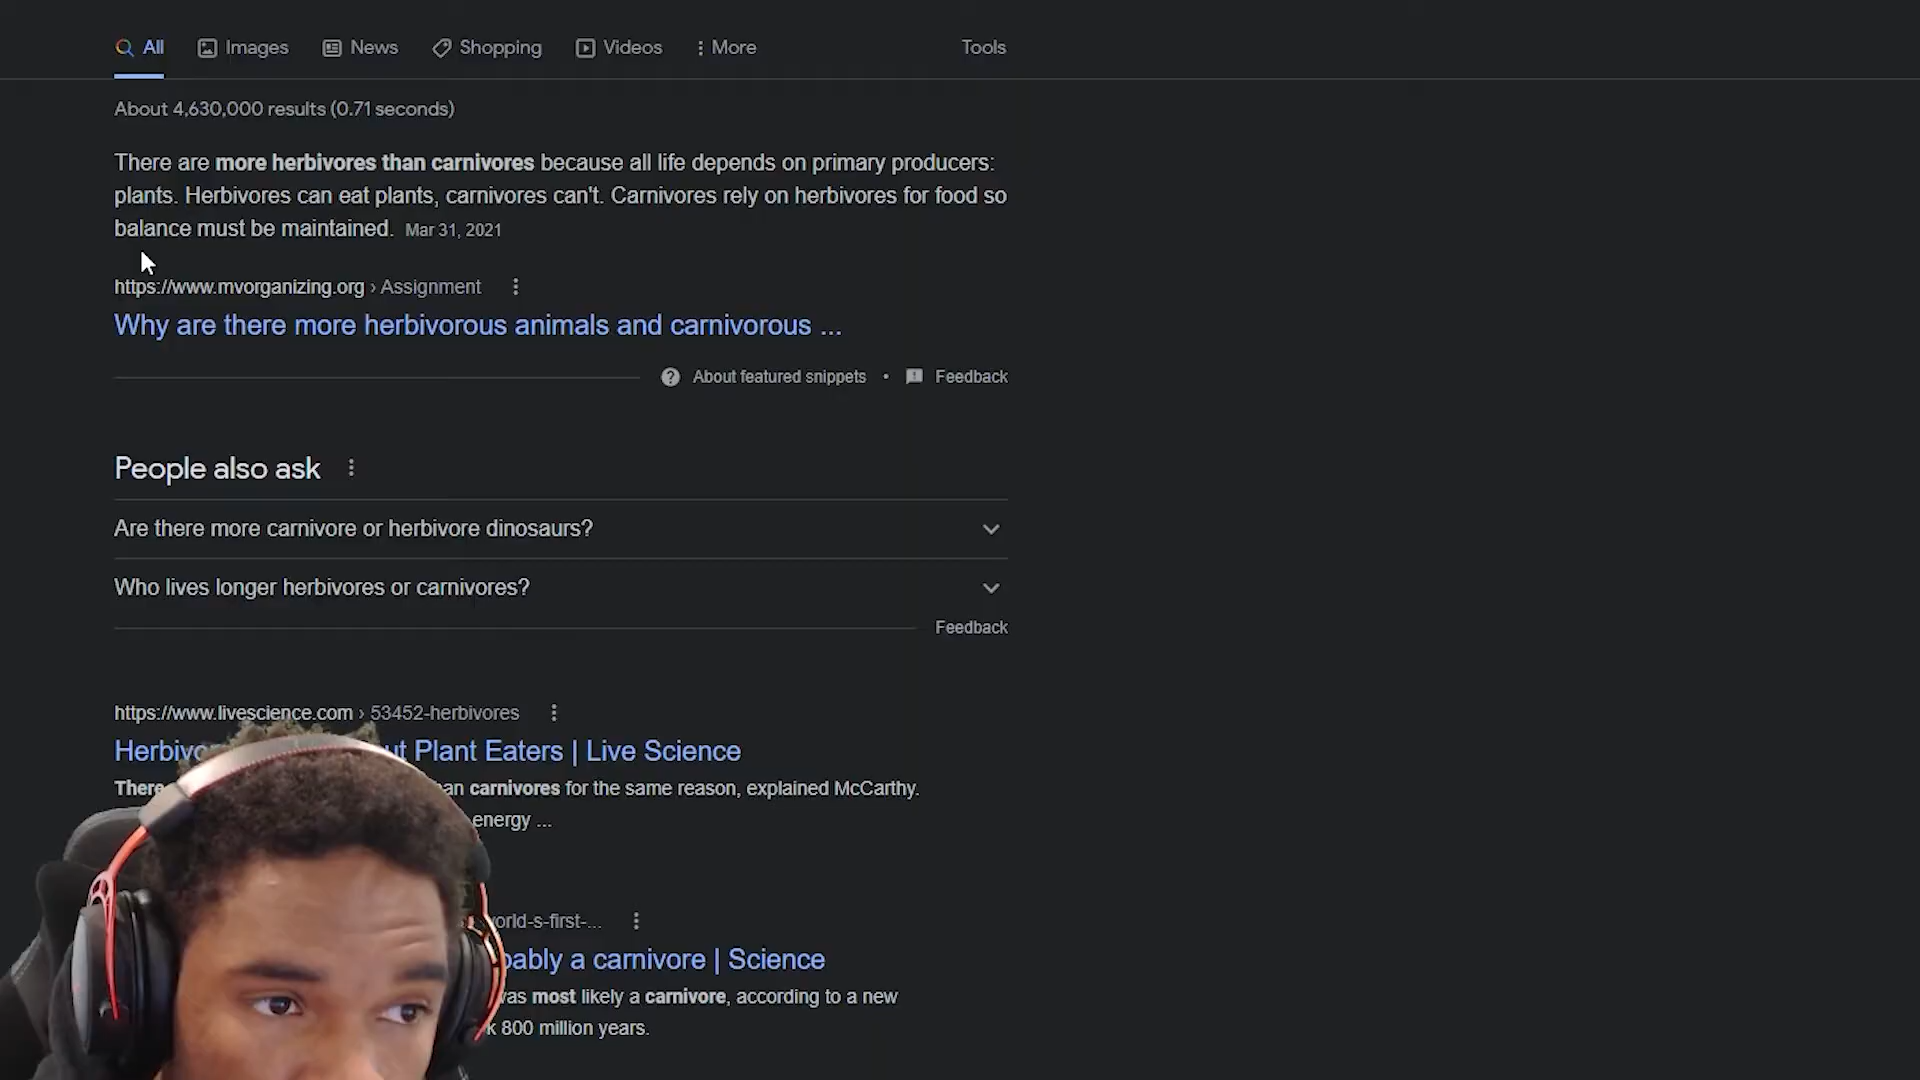 All Images News Shopping Videos More Tools
About 4,630,000 results (0.71 seconds)
There are more herbivores than carnivores because all life depends on primary producers:
plants. Herbivores can eat plants, carnivores can't. Carnivores rely on herbivores for food so
balance must be maintained. Mar 31, 2021
https://www.mvorganizing.org › Assignment
Why are there more herbivorous animals and carnivorous ...
About featured snippets • Feedback
People also ask
Are there more carnivore or herbivore dinosaurs?
Who lives longer herbivores or carnivores?
Feedback
https://www.livescience.com › 53452-herbivores
Plant Eaters | Live Science
There carnivores for the same reason, explained McCarthy.
energy ...
a carnivore | Science
most likely a carnivore, according to a new
800 million years.